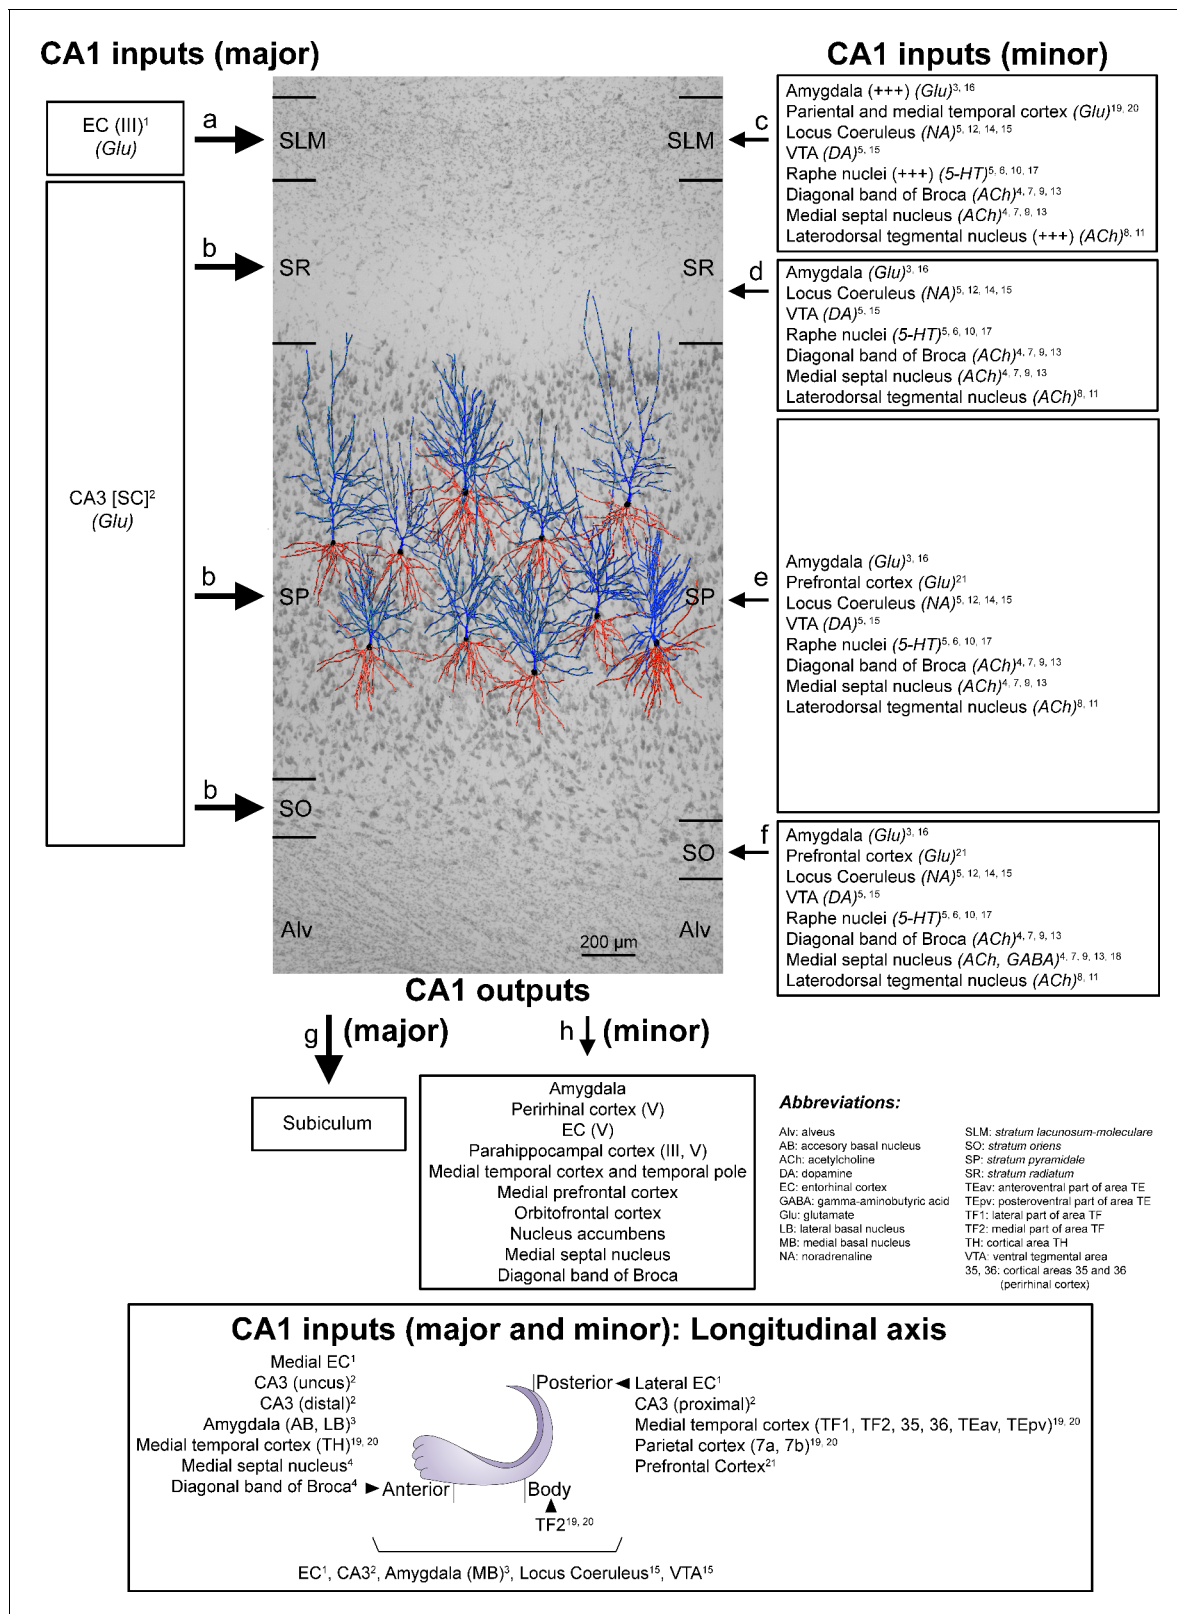 CA1 inputs (major)
EC (III)1
(Glu)
a
CA3 [SC]2
(Glu)
b
b
b
SLM
SR
SP
SO
Alv
SLM
SR
SP
SO
Alv
200 µm
CA1 inputs (minor)
c
Amygdala (+++) (Glu)3, 16
Pariental and medial temporal cortex (Glu)19, 20
Locus Coeruleus (NA)5, 12, 14, 15
VTA (DA)5, 15
Raphe nuclei (+++) (5-HT)5, 6, 10, 17
Diagonal band of Broca (ACh)4, 7, 9, 13
Medial septal nucleus (ACh)4, 7, 9, 13
Laterodorsal tegmental nucleus (+++) (ACh)8, 11
d
Amygdala (Glu)3, 16
Locus Coeruleus (NA)5, 12, 14, 15
VTA (DA)5, 15
Raphe nuclei (5-HT)5, 6, 10, 17
Diagonal band of Broca (ACh)4, 7, 9, 13
Medial septal nucleus (ACh)4, 7, 9, 13
Laterodorsal tegmental nucleus (ACh)8, 11
e
Amygdala (Glu)3, 16
Prefrontal cortex (Glu)21
Locus Coeruleus (NA)5, 12, 14, 15
VTA (DA)5, 15
Raphe nuclei (5-HT)5, 6, 10, 17
Diagonal band of Broca (ACh)4, 7, 9, 13
Medial septal nucleus (ACh)4, 7, 9, 13
Laterodorsal tegmental nucleus (ACh)8, 11
f
Amygdala (Glu)3, 16
Prefrontal cortex (Glu)21
Locus Coeruleus (NA)5, 12, 14, 15
VTA (DA)5, 15
Raphe nuclei (5-HT)5, 6, 10, 17
Diagonal band of Broca (ACh)4, 7, 9, 13
Medial septal nucleus (ACh, GABA)4, 7, 9, 13, 18
Laterodorsal tegmental nucleus (ACh)8, 11
CA1 outputs
g (major)
h (minor)
Subiculum
Amygdala
Perirhinal cortex (V)
EC (V)
Parahippocampal cortex (III, V)
Medial temporal cortex and temporal pole
Medial prefrontal cortex
Orbitofrontal cortex
Nucleus accumbens
Medial septal nucleus
Diagonal band of Broca
Abbreviations:
Alv: alveus
AB: accesory basal nucleus
ACh: acetylcholine
DA: dopamine
EC: entorhinal cortex
GABA: gamma-aminobutyric acid
Glu: glutamate
LB: lateral basal nucleus
MB: medial basal nucleus
NA: noradrenaline
SLM: stratum lacunosum-moleculare
SO: stratum oriens
SP: stratum pyramidale
SR: stratum radiatum
TEav: anteroventral part of area TE
TEpv: posteroventral part of area TE
TF1: lateral part of area TF
TF2: medial part of area TF
TH: cortical area TH
VTA: ventral tegmental area
35, 36: cortical areas 35 and 36
(perirhinal cortex)
CA1 inputs (major and minor): Longitudinal axis
Medial EC1
CA3 (uncus)2
CA3 (distal)2
Amygdala (AB, LB)3
Medial temporal cortex (TH)19, 20
Medial septal nucleus4
Diagonal band of Broca4
Anterior
Posterior
Body
TF219, 20
Lateral EC1
CA3 (proximal)2
Medial temporal cortex (TF1, TF2, 35, 36, TEav, TEpv)19, 20
Parietal cortex (7a, 7b)19, 20
Prefrontal Cortex21
EC1, CA32, Amygdala (MB)3, Locus Coeruleus15, VTA15